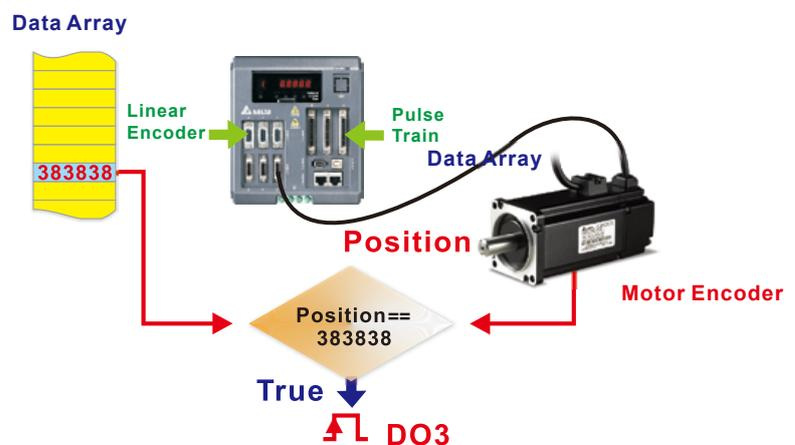 Data Array
Linear
Encoder
Pulse
Train
Data Array
383838
Position
Motor Encoder
Position==
383838
True
DO3